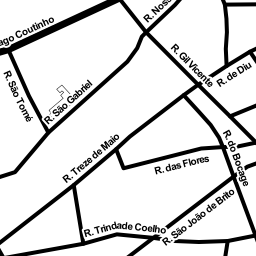 R. Nos
ago Coutinho
R. Gil Vicente
R. de Diu
R. São Tomé
R. São Gabriel
R. Treze de Maio
R. do Bocage
R. das Flores
R. São João de Brito
R. Trindade Coelho